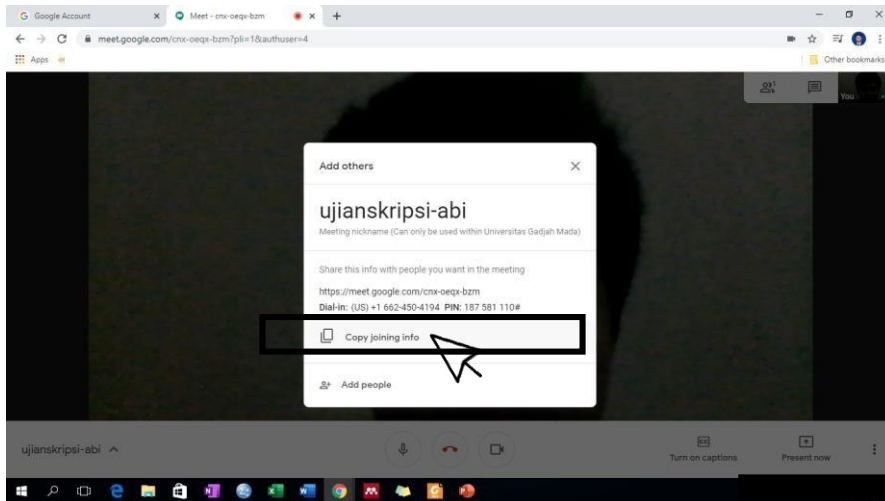 Google Account
Meet - cnx-oeqx-bzm
meet.google.com/cnx-oeqx-bzm?pli=1&authuser=4
Apps
Other bookmarks
You
Add others
ujianskripsi-abi
Meeting nickname (Can only be used within Universitas Gadjah Mada)
Share this info with people you want in the meeting
https://meet.google.com/cnx-oeqx-bzm
Dial-in: (US) +1 662-450-4194 PIN: 187 581 110#
Copy joining info
Add people
ujianskripsi-abi
Turn on captions
Present now